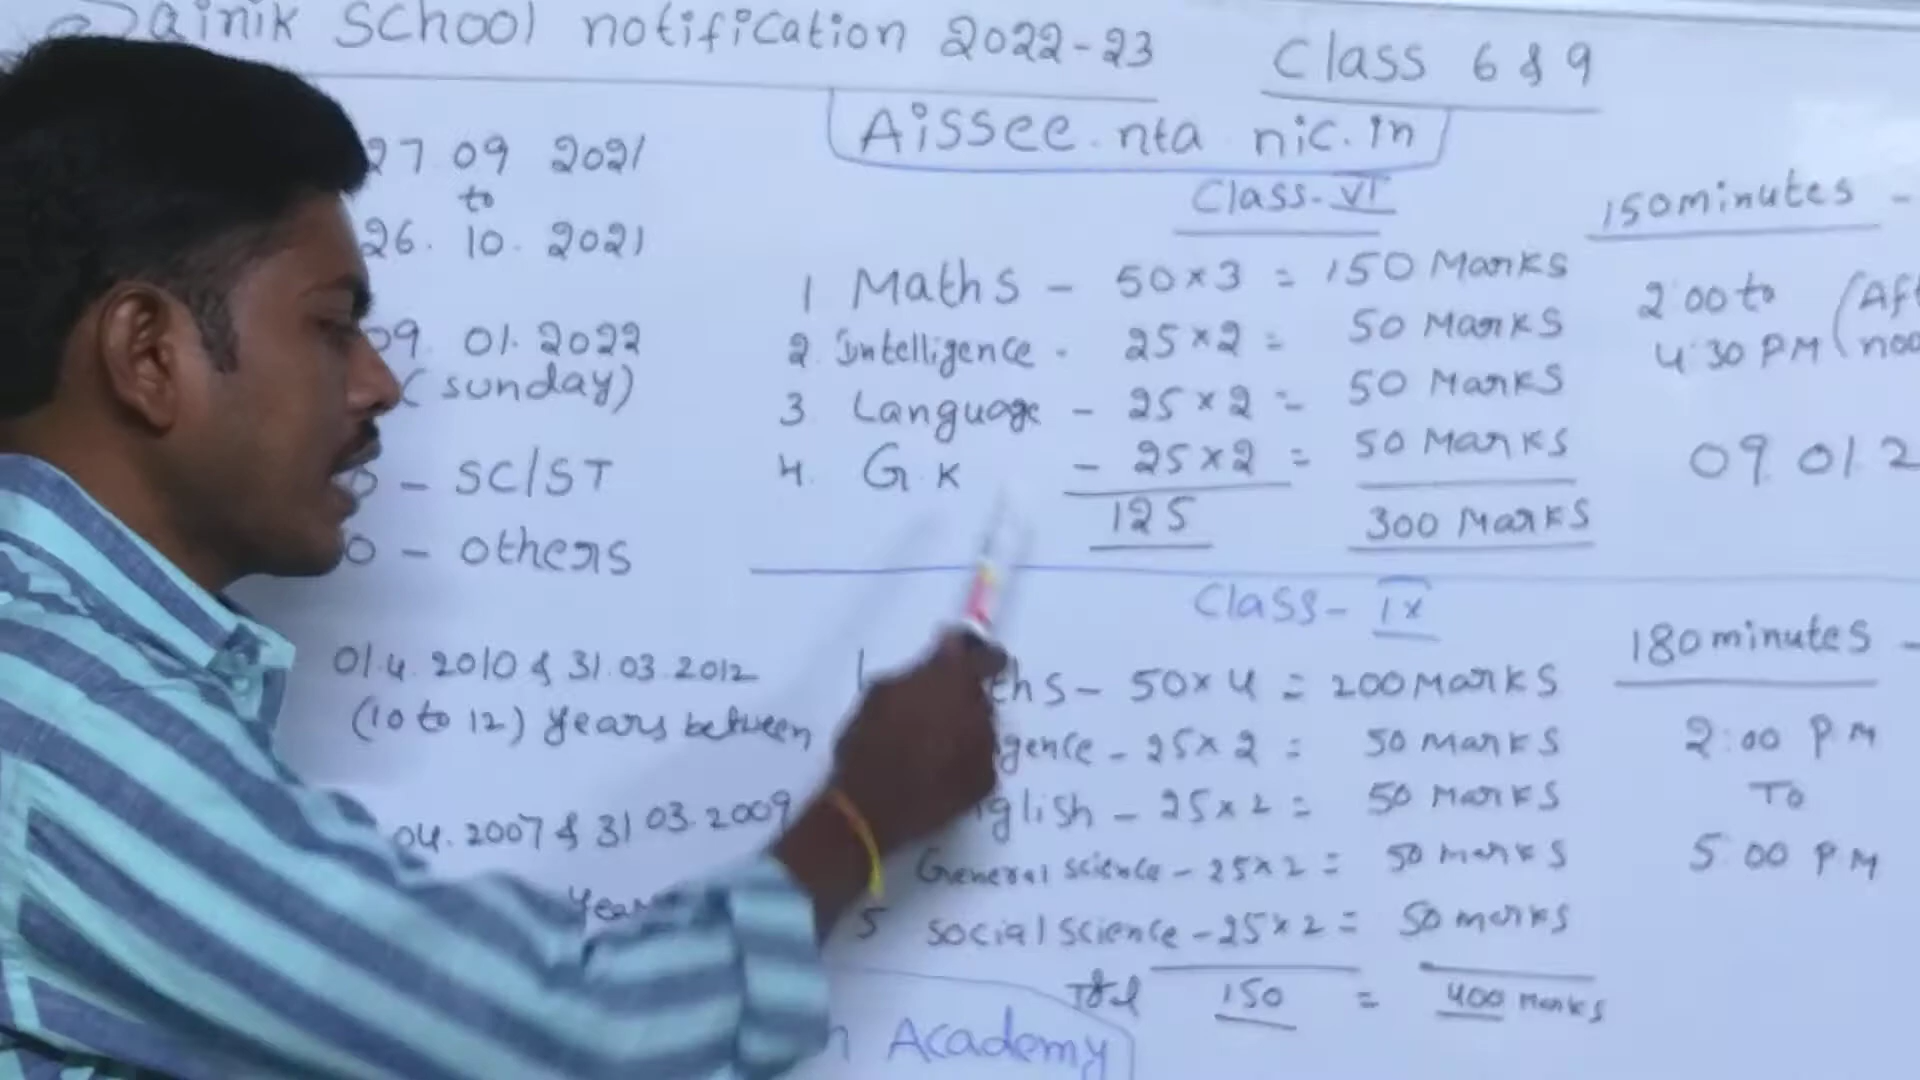 Sainik School notification 2022-23
Class 6 & 9
Aissee.nta nic.in
27 09 2021
to
26. 10. 2021
09. 01. 2022
(sunday)
- SC/ST
- others
01.4.2010 & 31.03.2012
(10 to 12) years between
04.2007 & 31 03.2009
Class-VI
1 Maths - 50×3 = 150 Marks
2. Intelligence - 25×2 = 50 Marks
3 Language - 25×2 = 50 Marks
4. G.K - 25×2 = 50 Marks
125 300 Marks
150 minutes -
2:00 to
4:30 PM
09.01.2
Class-IX
ths - 50×4 = 200 Marks
gence - 25×2 = 50 Marks
glish - 25×2 = 50 Marks
General science - 25×2 = 50 marks
5 social science - 25×2 = 50 marks
Total 150 = 400 Marks
180 minutes -
2:00 PM
To
5:00 PM
Academy